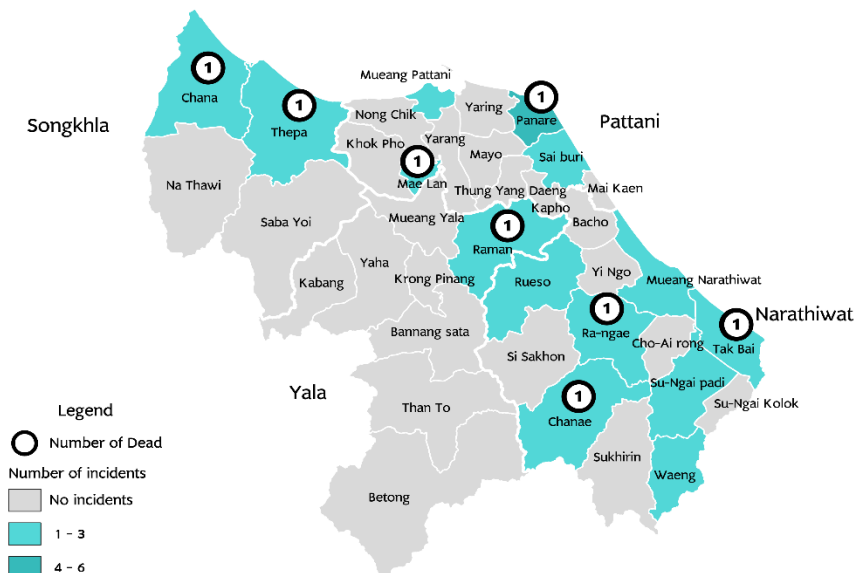 1
Chana
1
Thepa
Mueang Pattani
1
Panare
Songkhla
Pattani
Nong Chik
Yaring
Khok Pho
Yarang
Mayo
Sai buri
1
Mae Lan
Na Thawi
Thung Yang Daeng
Mai Kaen
Kapho
Saba Yoi
Mueang Yala
1
Raman
Bacho
Yaha
Kabang
Krong Pinang
Rueso
Yi Ngo
Mueang Narathiwat
1
Ra-ngae
Narathiwat
1
Tak Bai
Bannang sata
Si Sakhon
Cho-Ai rong
Yala
Than To
1
Chanae
Su-Ngai padi
Su-Ngai Kolok
Sukhirin
Waeng
Betong
Legend
Number of Dead
Number of incidents
No incidents
1 - 3
4 - 6